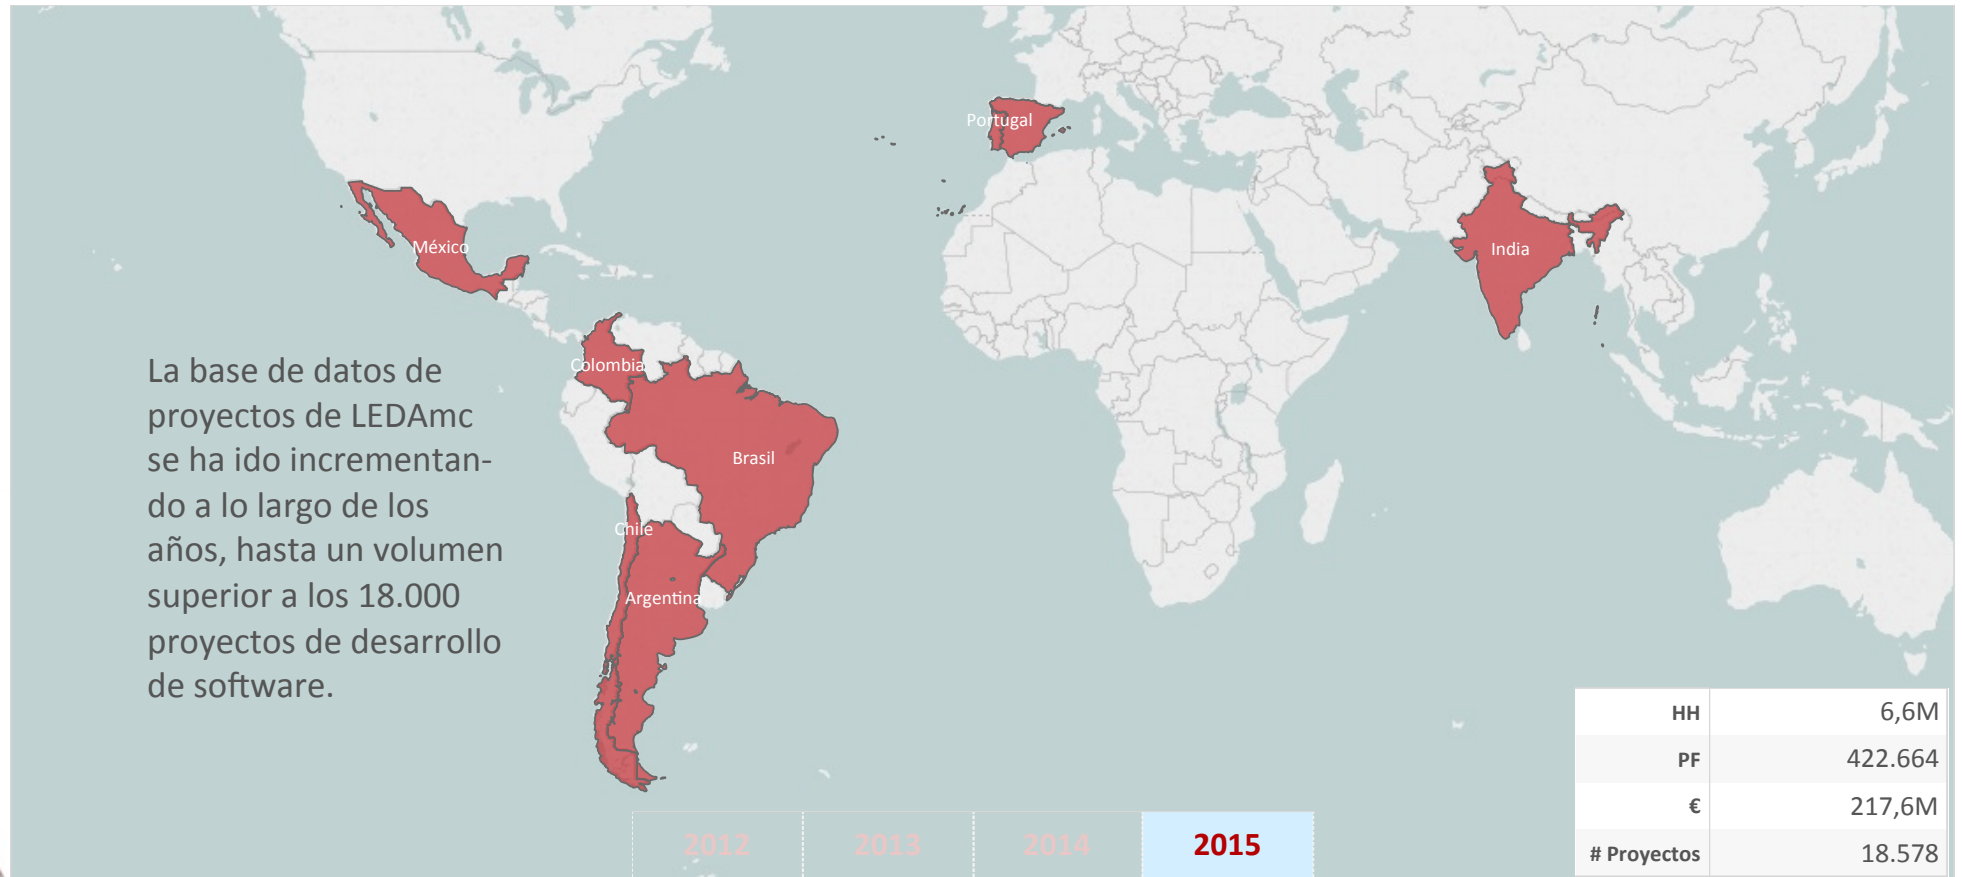 Portugal
México
India
Colombia
Brasil
Chile
Argentina
La base de datos de
proyectos de LEDAmc
se ha ido incrementan-
do a lo largo de los
años, hasta un volumen
superior a los 18.000
proyectos de desarrollo
de software.
HH 6,6M
PF 422.664
€ 217,6M
# Proyectos 18.578
2012 2013 2014 2015